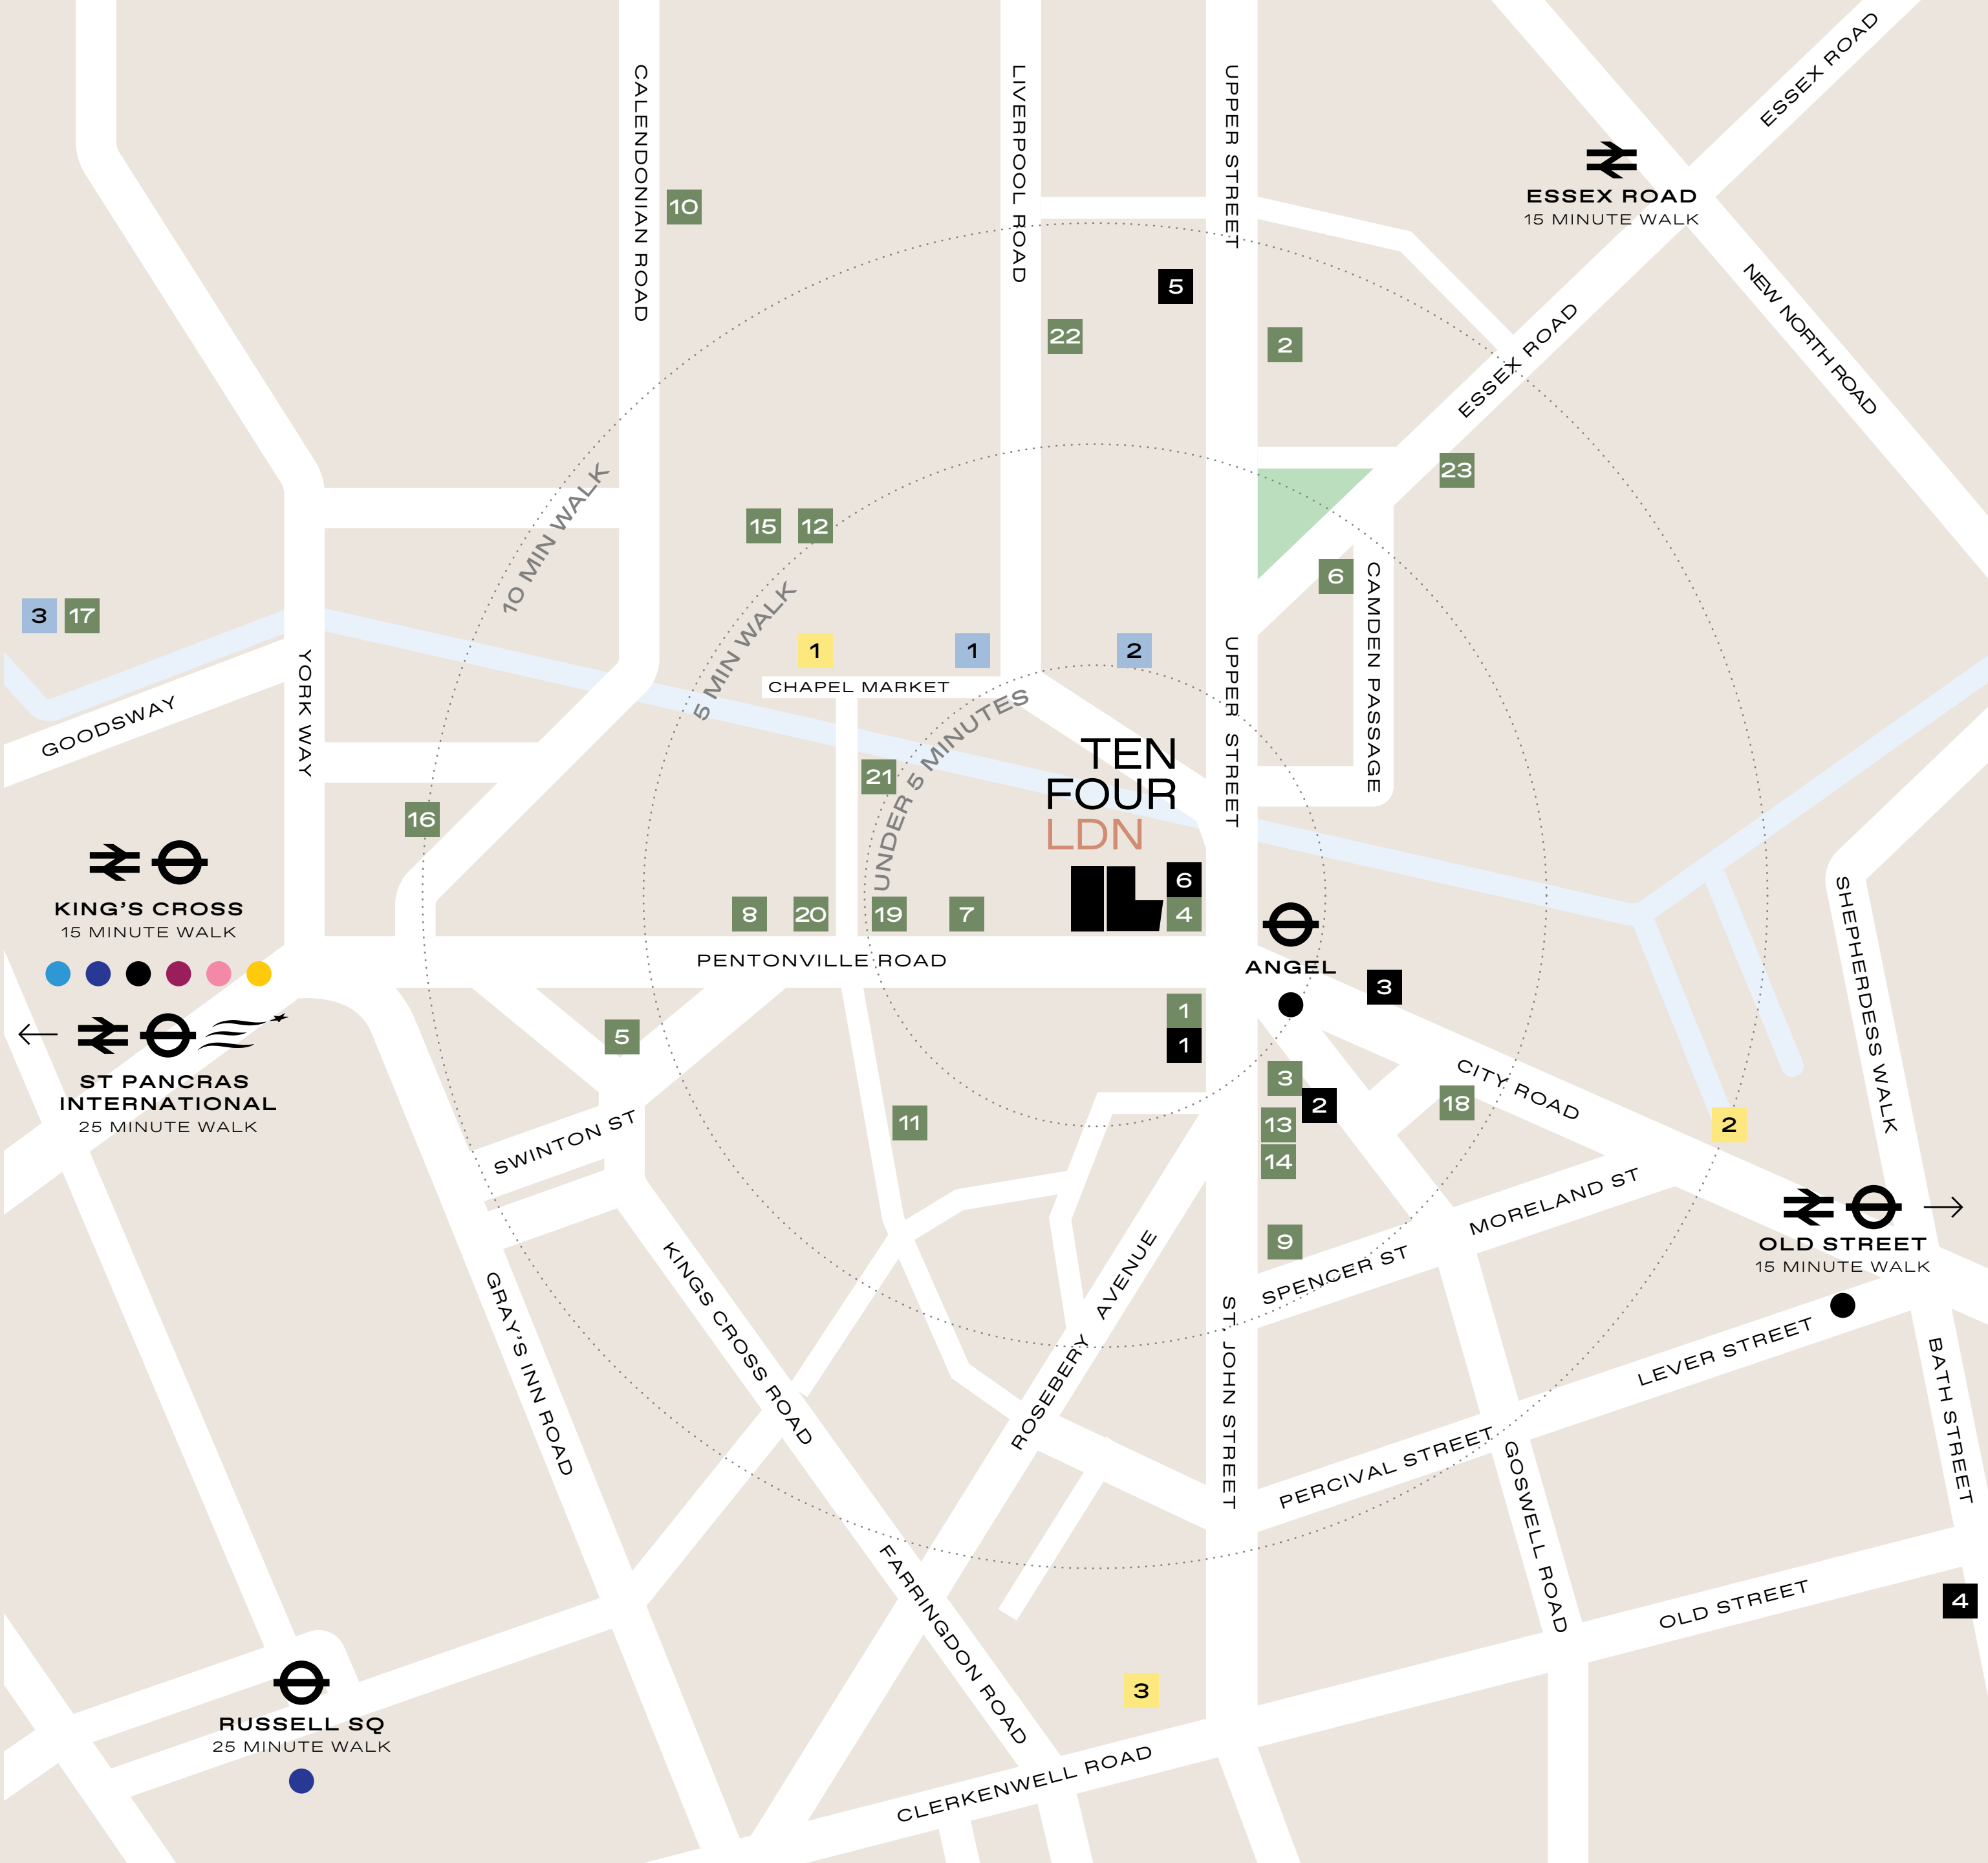 CALENDONIAN ROAD
LIVERPOOL ROAD
UPPER STREET
ESSEX ROAD
ESSEX ROAD
15 MINUTE WALK
10
5
22
2
ESSEX ROAD
NEW NORTH ROAD
23
10 MIN WALK
15
12
6
CAMDEN PASSAGE
3
17
GOODSWAY
YORK WAY
5 MIN WALK
1
1
2
CHAPEL MARKET
UPPER STREET
UNDER 5 MINUTES
21
16
TEN
FOUR
LDN
KING'S CROSS
15 MINUTE WALK
8
20
19
7
6
4
PENTONVILLE ROAD
ANGEL
3
SHEPHERDESS WALK
ST PANCRAS
INTERNATIONAL
25 MINUTE WALK
5
1
1
3
2
13
14
18
CITY ROAD
2
11
SWINTON ST
MORELAND ST
9
SPENCER ST
OLD STREET
15 MINUTE WALK
GRAY'S INN ROAD
KINGS CROSS ROAD
ROSEBERY AVENUE
ST JOHN STREET
LEVER STREET
BATH STREET
PERCIVAL STREET
GOSWELL ROAD
FARRINGDON ROAD
OLD STREET
4
3
RUSSELL SQ
25 MINUTE WALK
CLERKENWELL ROAD